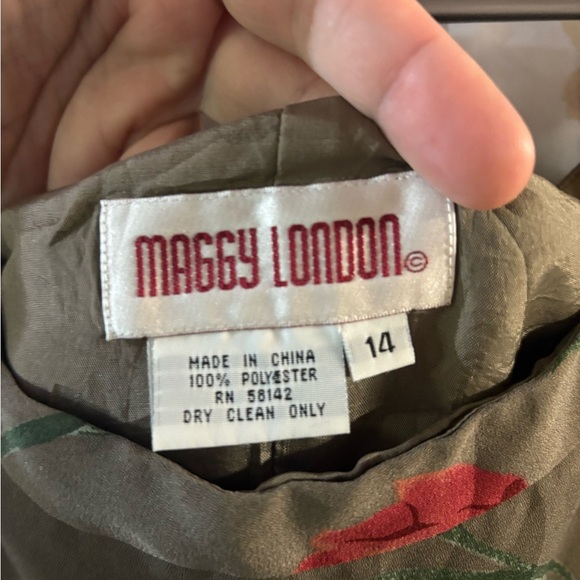 MAGGY LONDON©
14
MADE IN CHINA
100% POLYESTER
RN 58142
DRY CLEAN ONLY